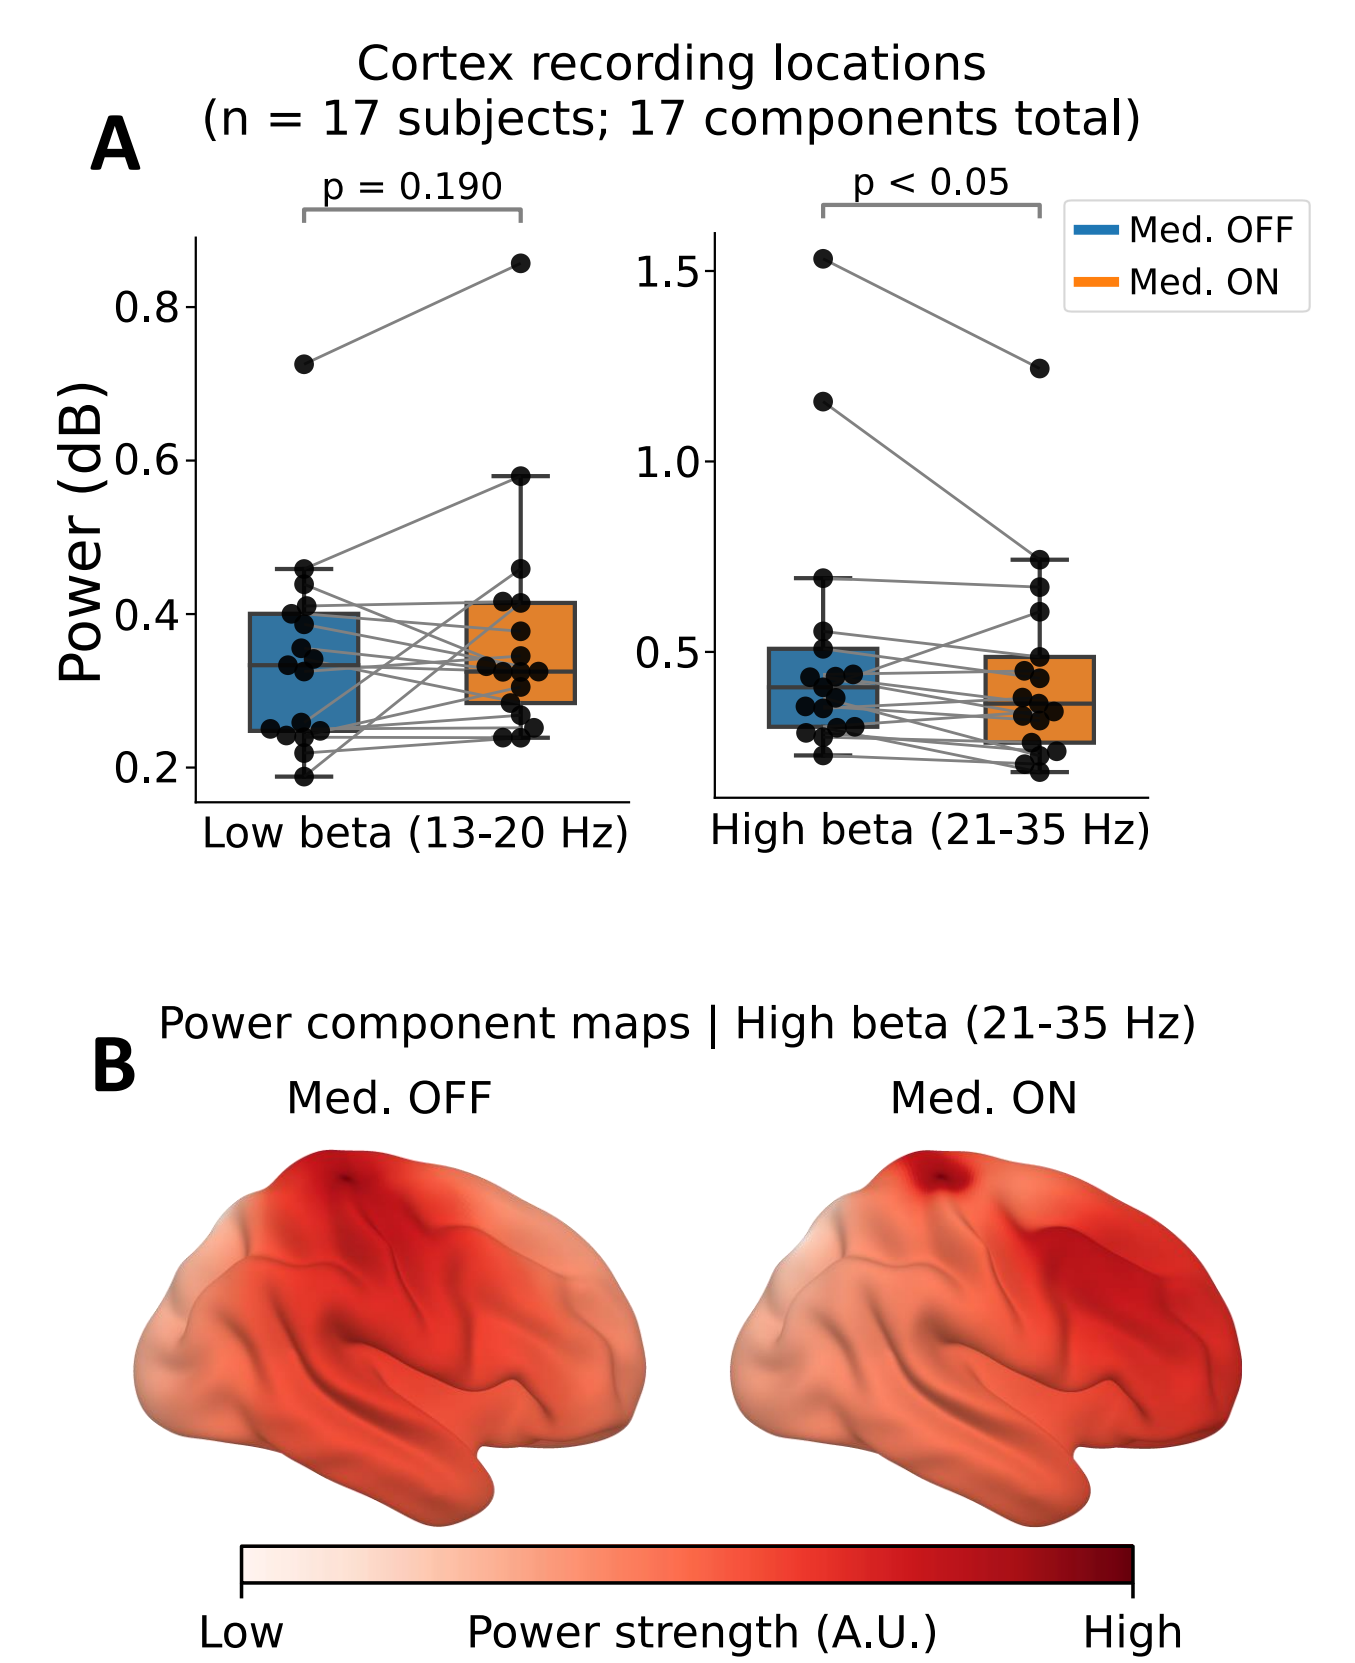 Cortex recording locations
(n = 17 subjects; 17 components total)
A
p = 0.190
p < 0.05
Med. OFF
Med. ON
Power (dB)
0.8
0.6
0.4
0.2
1.5
1.0
0.5
Low beta (13-20 Hz)
High beta (21-35 Hz)
B
Power component maps | High beta (21-35 Hz)
Med. OFF
Med. ON
Low
Power strength (A.U.)
High